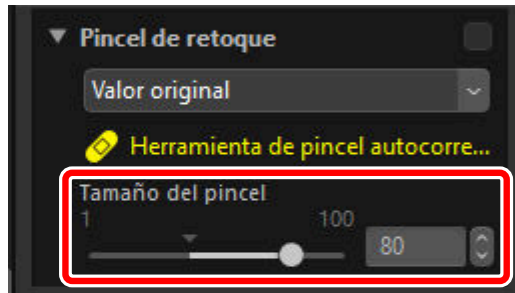 Pincel de retoque
Valor original
Herramienta de pincel autocorre...
Tamaño del pincel
1 100
80